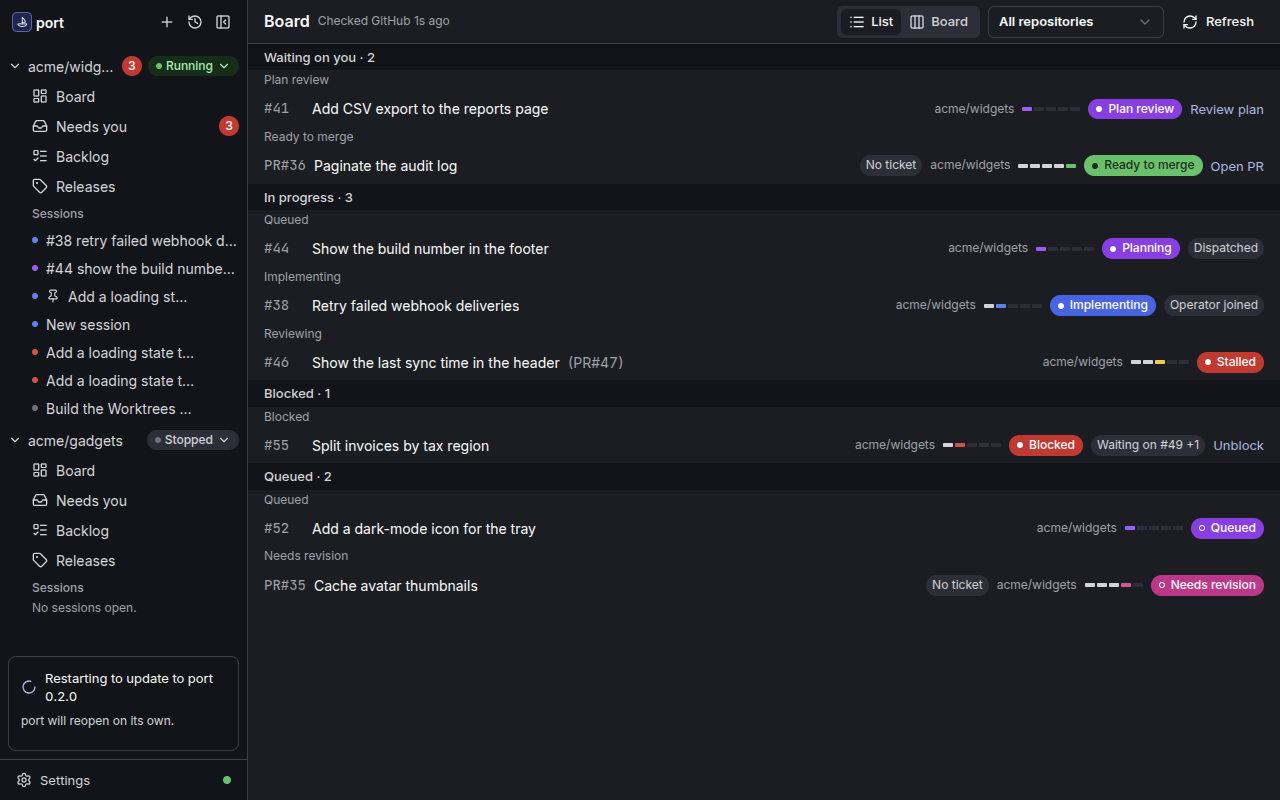 port
acme/widg... 3 Running
Board
Needs you 3
Backlog
Releases
Sessions
#38 retry failed webhook d...
#44 show the build numbe...
Add a loading st...
New session
Add a loading state t...
Add a loading state t...
Build the Worktrees ...
acme/gadgets Stopped
Board
Needs you
Backlog
Releases
Sessions
No sessions open.
Restarting to update to port
0.2.0
port will reopen on its own.
Settings
Board Checked GitHub 1s ago List Board All repositories Refresh
Waiting on you · 2
Plan review
#41 Add CSV export to the reports page acme/widgets Plan review Review plan
Ready to merge
PR#36 Paginate the audit log No ticket acme/widgets Ready to merge Open PR
In progress · 3
Queued
#44 Show the build number in the footer acme/widgets Planning Dispatched
Implementing
#38 Retry failed webhook deliveries acme/widgets Implementing Operator joined
Reviewing
#46 Show the last sync time in the header (PR#47) acme/widgets Stalled
Blocked · 1
Blocked
#55 Split invoices by tax region acme/widgets Blocked Waiting on #49 +1 Unblock
Queued · 2
Queued
#52 Add a dark-mode icon for the tray acme/widgets Queued
Needs revision
PR#35 Cache avatar thumbnails No ticket acme/widgets Needs revision